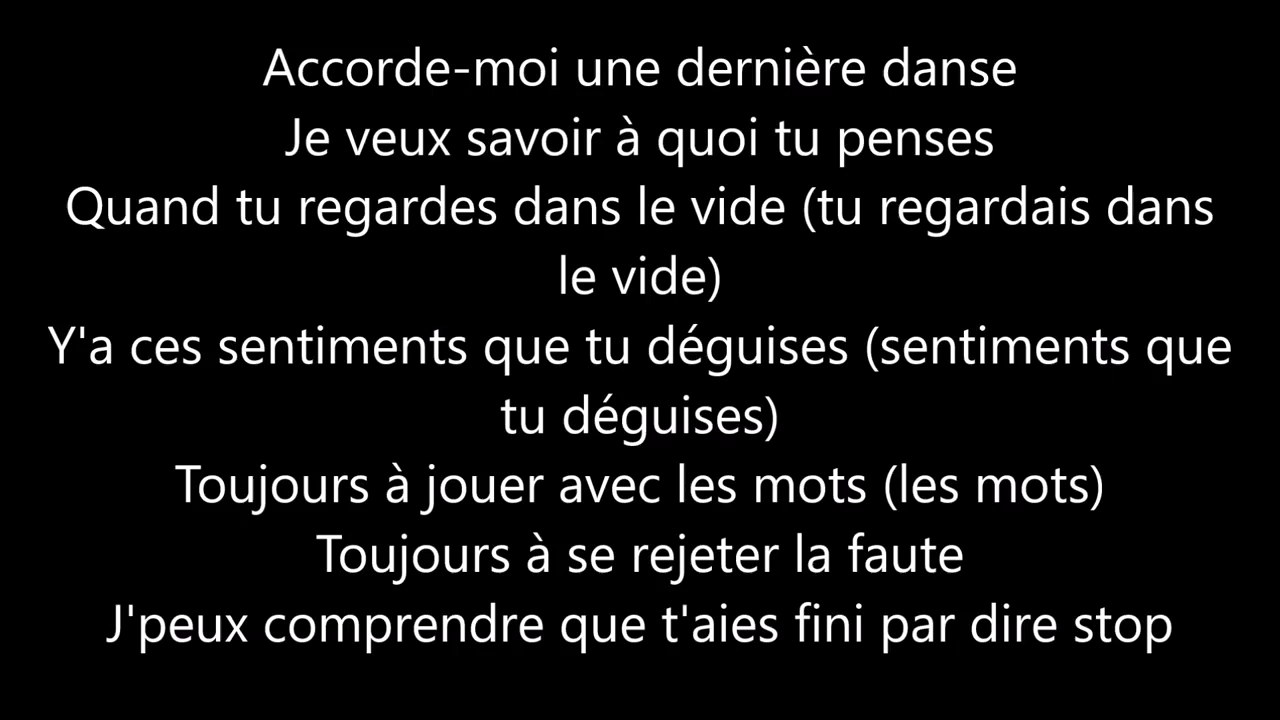 Accorde-moi une dernière danse
Je veux savoir à quoi tu penses
Quand tu regardes dans le vide (tu regardais dans
le vide)
Y'a ces sentiments que tu déguises (sentiments que
tu déguises)
Toujours à jouer avec les mots (les mots)
Toujours à se rejeter la faute
J'peux comprendre que t'aies fini par dire stop